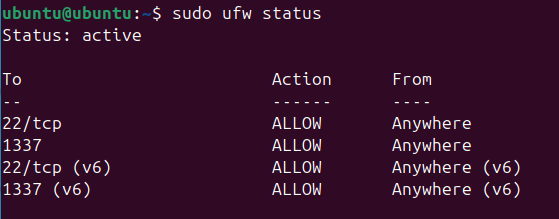 ubuntu@ubuntu:~$ sudo ufw status
Status: active

To                         Action      From
--                         ------      ----
22/tcp                     ALLOW       Anywhere
1337                       ALLOW       Anywhere
22/tcp (v6)                ALLOW       Anywhere (v6)
1337 (v6)                  ALLOW       Anywhere (v6)